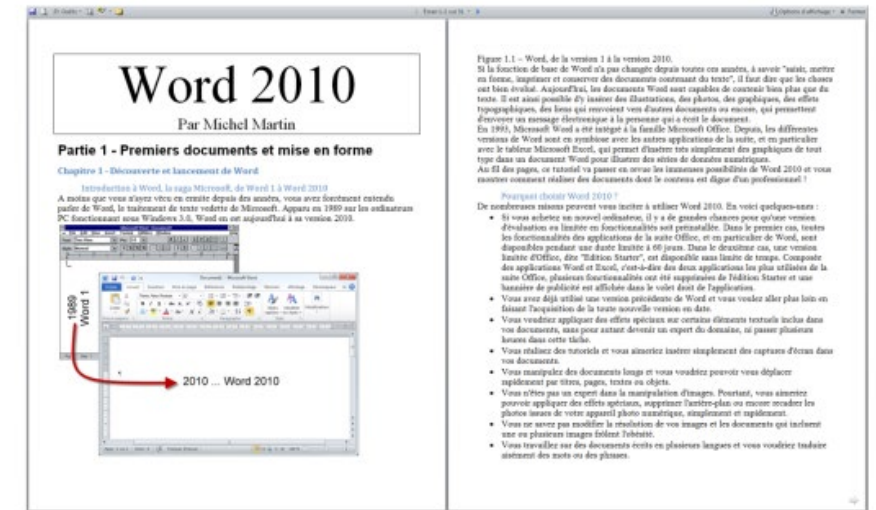 Outils
Options d'affichage
Fermer
Word 2010
Par Michel Martin
Partie 1 - Premiers documents et mise en forme
Chapitre 1 - Découverte et lancement de Word
Introduction à Word, la saga Microsoft, de Word 1 à Word 2010
A moins que vous n'ayez vécu en ermite depuis des années, vous avez forcément entendu
parler de Word, le traitement de texte vedette de Microsoft. Apparu en 1989 sur les ordinateurs
PC fonctionnant sous Windows 3.0, Word en est aujourd'hui à sa version 2010.
1989
Word 1
2010 ... Word 2010
Figure 1.1 – Word, de la version 1 à la version 2010.
Si la fonction de base de Word n'a pas changée depuis toutes ces années, à savoir "saisir, mettre
en forme, imprimer et conserver des documents contenant du texte", il faut dire que les choses
ont bien évolué. Aujourd'hui, les documents Word sont capables de contenir bien plus que du
texte. Il est ainsi possible d'y insérer des illustrations, des photos, des graphiques, des effets
typographiques, des liens qui renvoient vers d'autres documents ou encore, qui permettent
d'envoyer un message électronique à la personne qui a écrit le document.
En 1993, Microsoft Word a été intégré à la famille Microsoft Office. Depuis, les différentes
versions de Word sont en symbiose avec les autres applications de la suite, et en particulier
avec le tableur Microsoft Excel, qui permet d'insérer très simplement des graphiques de tout
type dans un document Word pour illustrer des séries de données numériques.
Au fil des pages, ce tutorial va passer en revue les immenses possibilités de Word 2010 et vous
montrer comment réaliser des documents dont le contenu est digne d'un professionnel !
Pourquoi choisir Word 2010 ?
De nombreuses raisons peuvent vous inciter à utiliser Word 2010. En voici quelques-unes :
• Si vous achetez un nouvel ordinateur, il y a de grandes chances pour qu'une version
d'évaluation ou limitée en fonctionnalités soit préinstallée. Dans le premier cas, toutes
les fonctionnalités des applications de la suite Office, et en particulier de Word, sont
disponibles pendant une durée limitée à 60 jours. Dans le deuxième cas, une version
limitée d'Office, dite "Edition Starter", est disponible sans limite de temps. Composée
des applications Word et Excel, c'est-à-dire des deux applications les plus utilisées de la
suite Office, plusieurs fonctionnalités ont été supprimées de l'édition Starter et une
bannière de publicité est affichée dans le volet droit de l'application.
• Vous avez déjà utilisé une version précédente de Word et vous voulez aller plus loin en
faisant l'acquisition de la toute nouvelle version en date.
• Vous voudriez appliquer des effets spéciaux sur certains éléments textuels inclus dans
vos documents, sans pour autant devenir un expert du domaine, ni passer plusieurs
heures dans cette tâche.
• Vous réalisez des tutoriels et vous aimeriez insérer simplement des captures d'écran dans
vos documents.
• Vous manipulez des documents longs et vous voudriez pouvoir vous déplacer
rapidement par titres, pages, textes ou objets.
• Vous n'êtes pas un expert dans la manipulation d'images. Pourtant, vous aimeriez
pouvoir appliquer des effets spéciaux, supprimer l'arrière-plan ou encore recadrer les
photos issues de votre appareil photo numérique, simplement et rapidement.
• Vous ne savez pas modifier la résolution de vos images et les documents qui incluent
une ou plusieurs images frôlent l'obésité.
• Vous travaillez sur des documents écrits en plusieurs langues et vous voudriez traduire
aisément des mots ou des phrases.